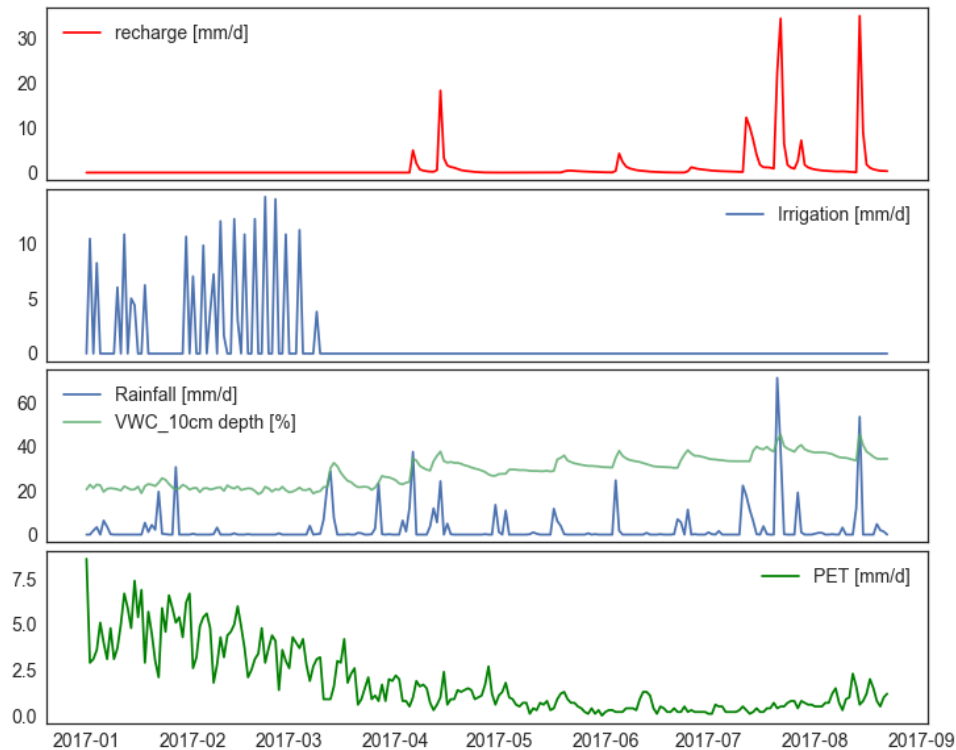 30
20
10
0
recharge [mm/d]
10
5
0
Irrigation [mm/d]
60
40
20
0
Rainfall [mm/d]
VWC_10cm depth [%]
7.5
5.0
2.5
0.0
PET [mm/d]
2017-01 2017-02 2017-03 2017-04 2017-05 2017-06 2017-07 2017-08 2017-09